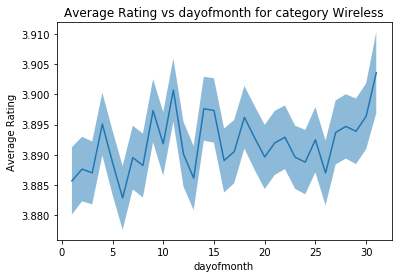 Average Rating vs dayofmonth for category Wireless
3.910
3.905
3.900
3.895
3.890
3.885
3.880
Average Rating
0 5 10 15 20 25 30
dayofmonth